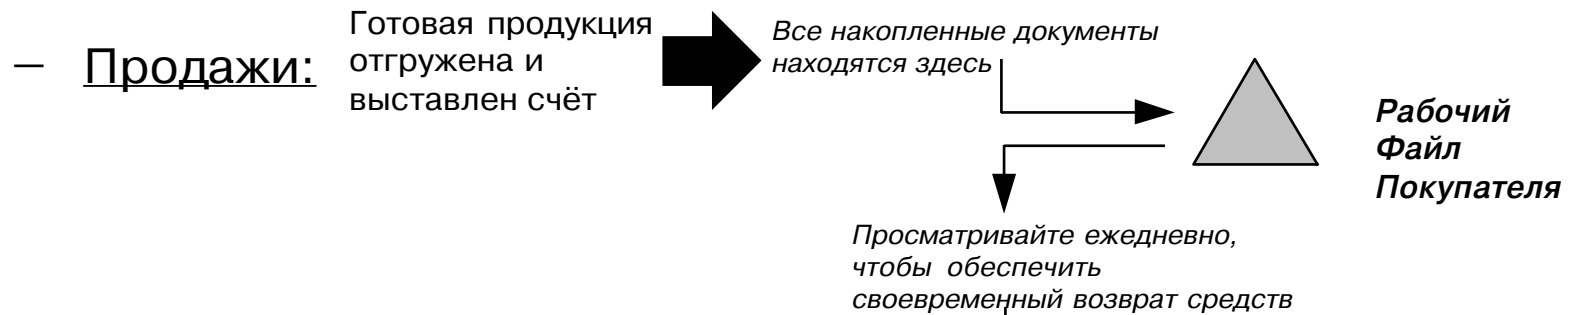 – Продажи:
Готовая продукция
отгружена и
выставлен счёт
Все накопленные документы
находятся здесь
Рабочий
Файл
Покупателя
Просматривайте ежедневно,
чтобы обеспечить
своевременный возврат средств